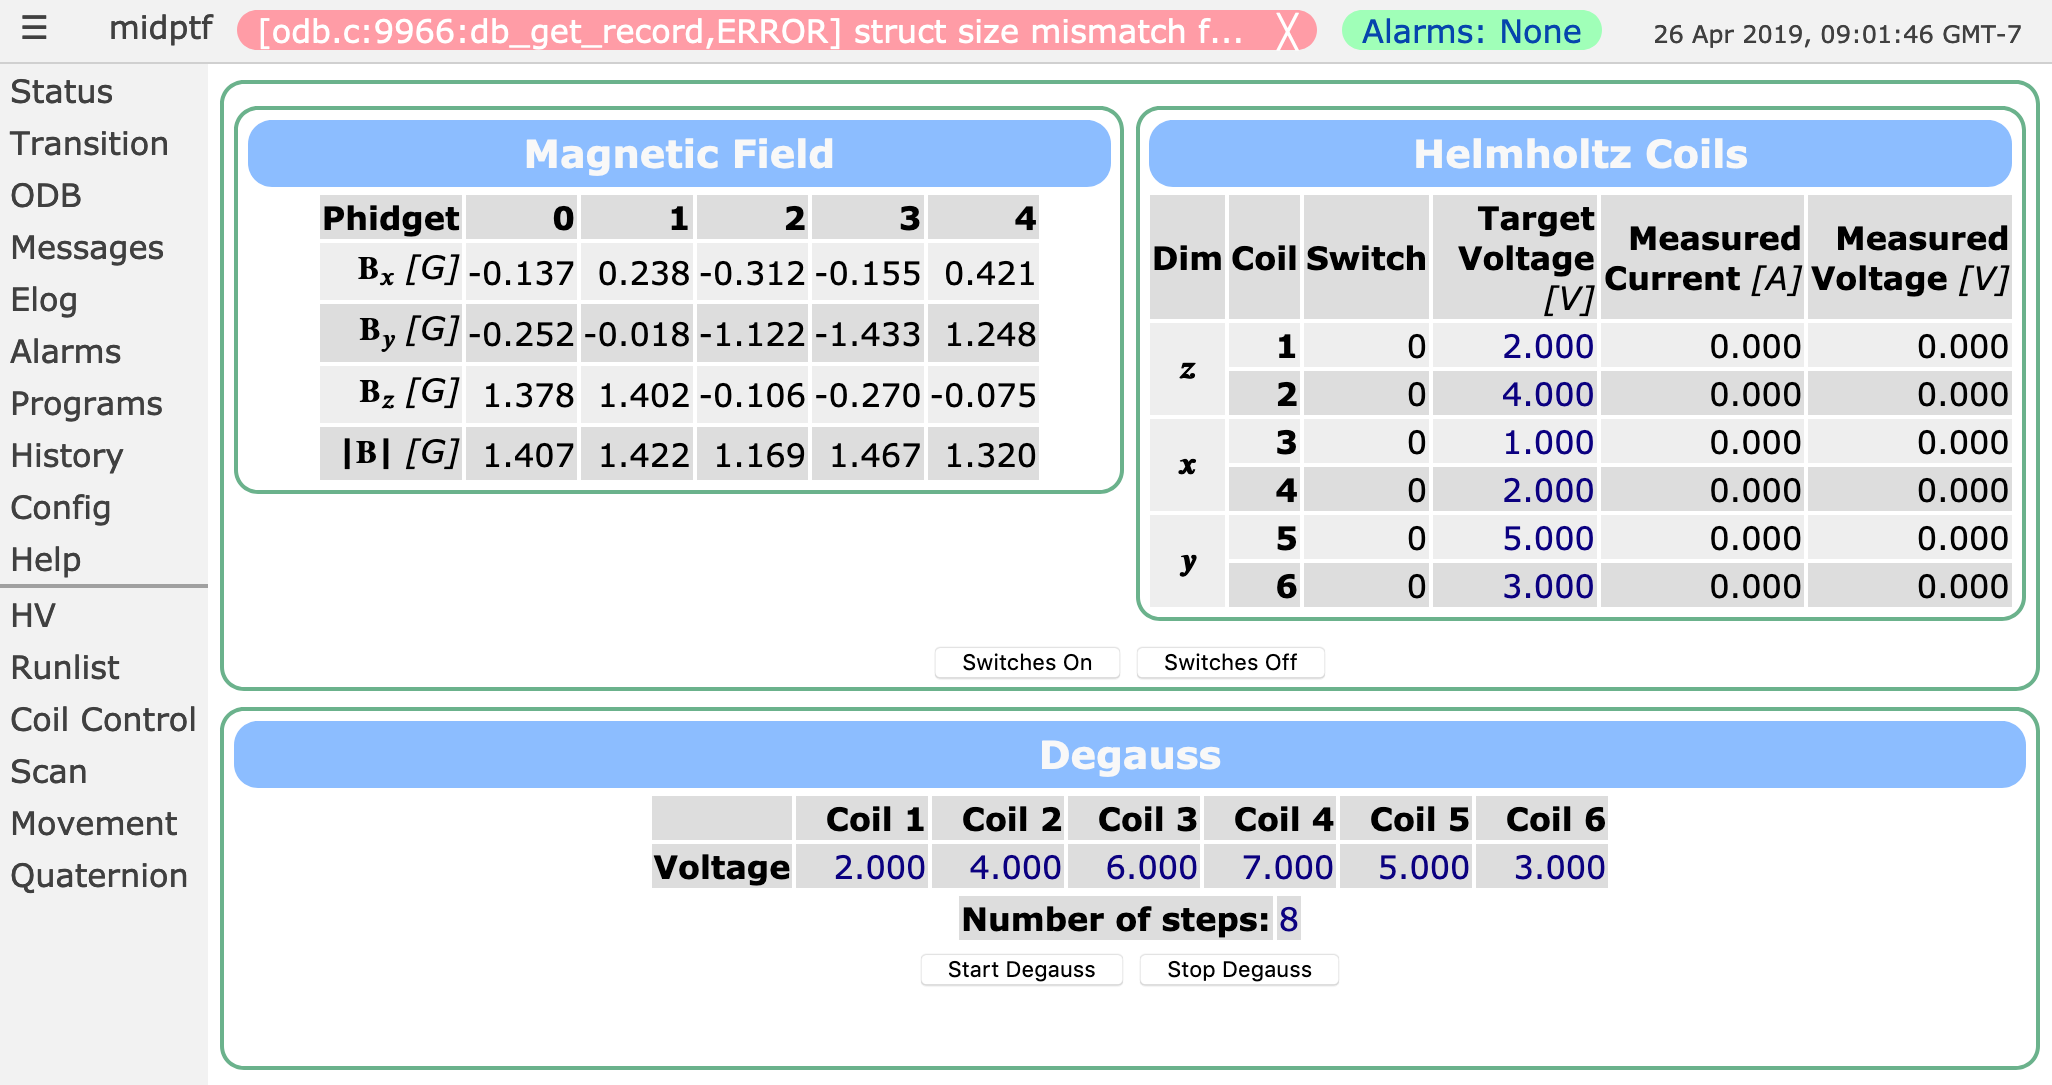 ☰ midptf [odb.c:9966:db_get_record,ERROR] struct size mismatch f... ╳ Alarms: None 26 Apr 2019, 09:01:46 GMT-7
Status
Transition
ODB
Messages
Elog
Alarms
Programs
History
Config
Help
HV
Runlist
Coil Control
Scan
Movement
Quaternion
Magnetic Field
Phidget 0 1 2 3 4
Bx [G] -0.137 0.238 -0.312 -0.155 0.421
By [G] -0.252 -0.018 -1.122 -1.433 1.248
Bz [G] 1.378 1.402 -0.106 -0.270 -0.075
|B| [G] 1.407 1.422 1.169 1.467 1.320
Helmholtz Coils
Dim Coil Switch Target Voltage [V] Measured Current [A] Measured Voltage [V]
z 1 0 2.000 0.000 0.000
2 0 4.000 0.000 0.000
x 3 0 1.000 0.000 0.000
4 0 2.000 0.000 0.000
y 5 0 5.000 0.000 0.000
6 0 3.000 0.000 0.000
Switches On Switches Off
Degauss
Coil 1 Coil 2 Coil 3 Coil 4 Coil 5 Coil 6
Voltage 2.000 4.000 6.000 7.000 5.000 3.000
Number of steps: 8
Start Degauss Stop Degauss